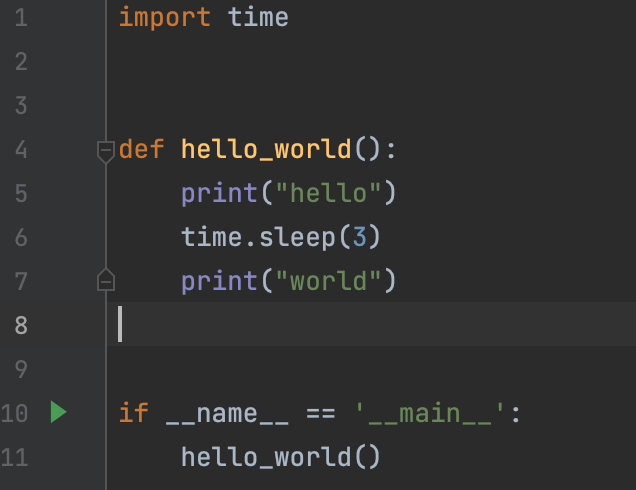 1 import time
2
3
4 def hello_world():
5     print("hello")
6     time.sleep(3)
7     print("world")
8
9
10 if __name__ == '__main__':
11     hello_world()